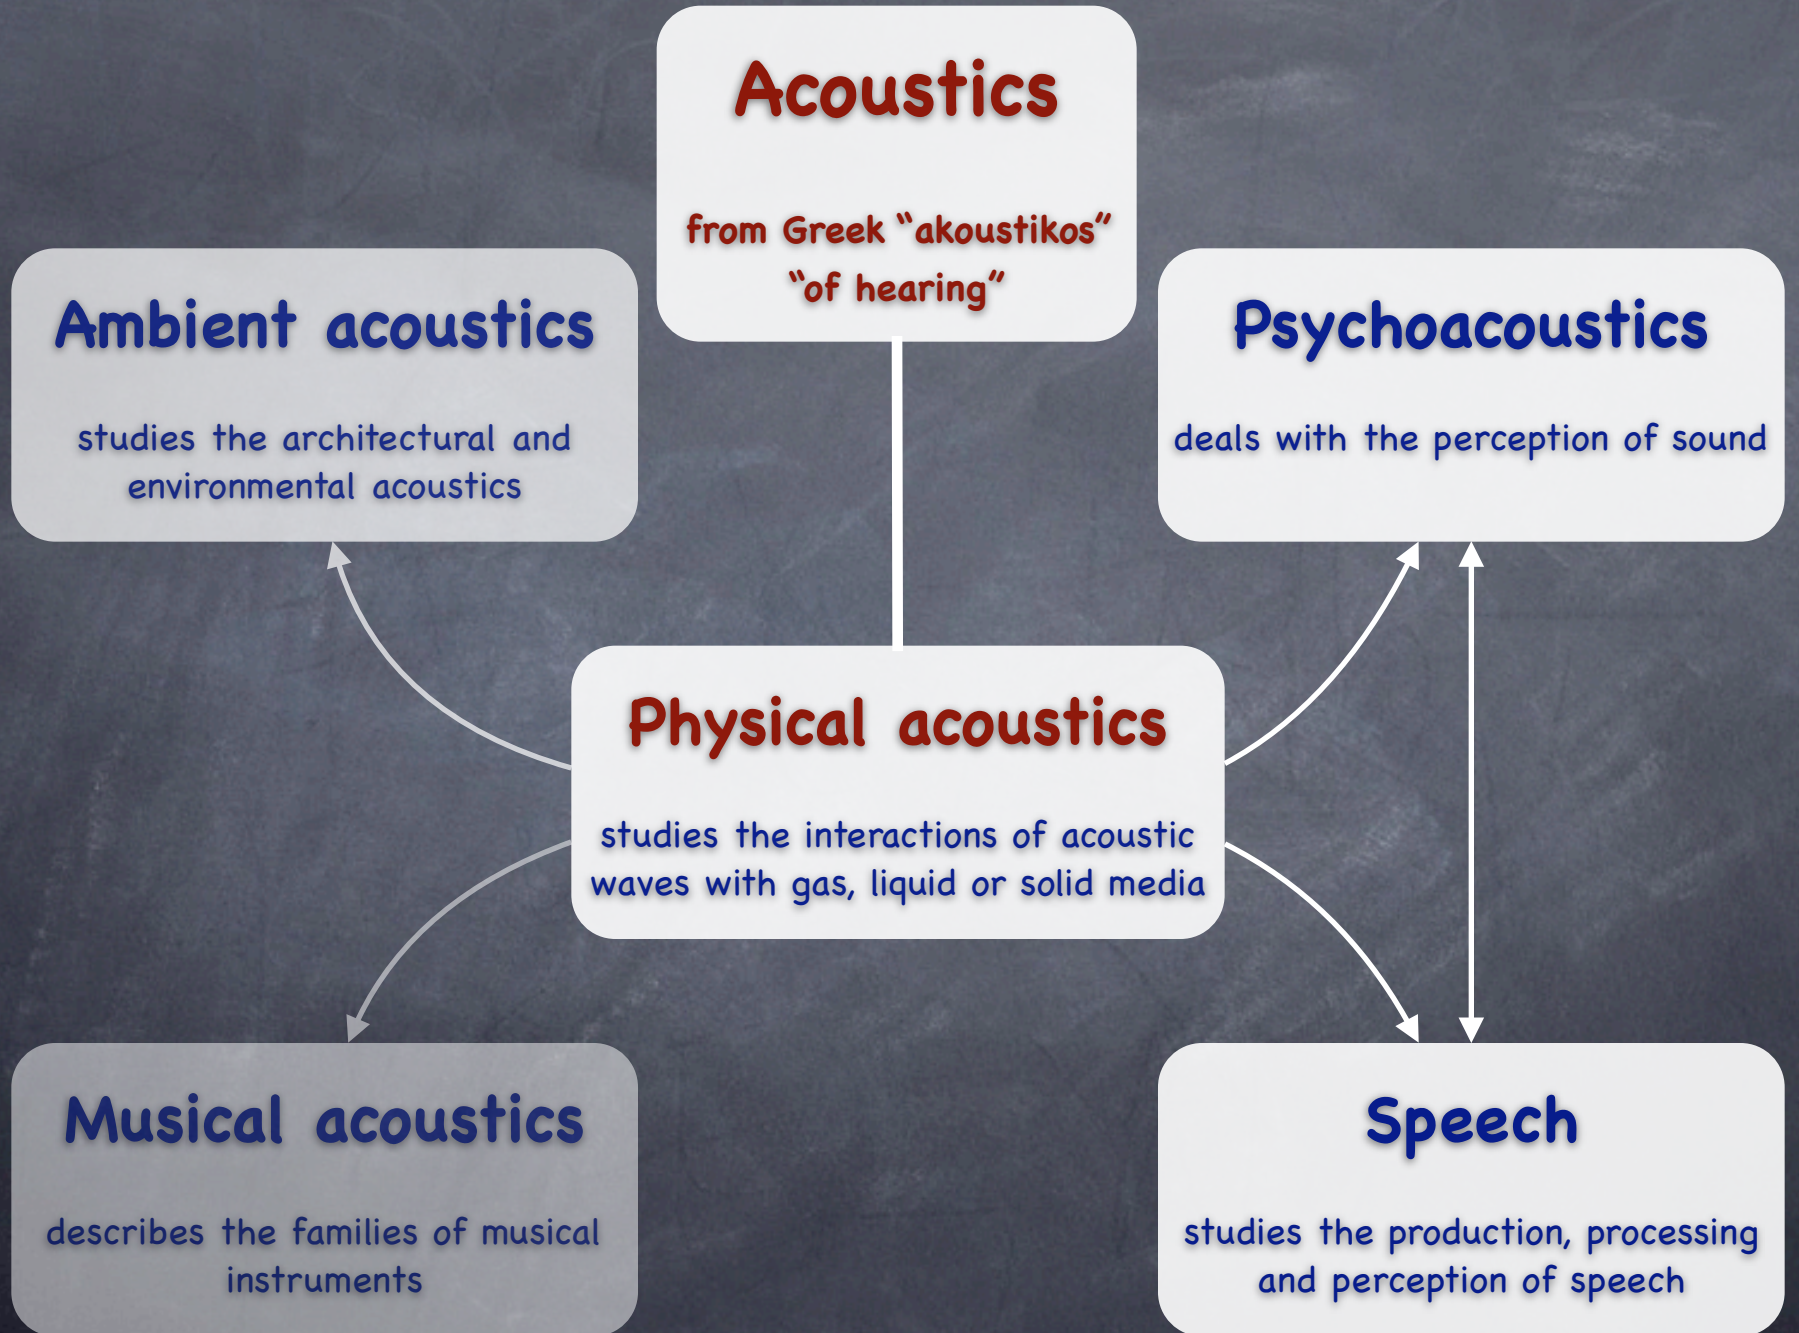 Acoustics
from Greek “akoustikos”
“of hearing”
Ambient acoustics
studies the architectural and
environmental acoustics
Psychoacoustics
deals with the perception of sound
Physical acoustics
studies the interactions of acoustic
waves with gas, liquid or solid media
Musical acoustics
describes the families of musical
instruments
Speech
studies the production, processing
and perception of speech